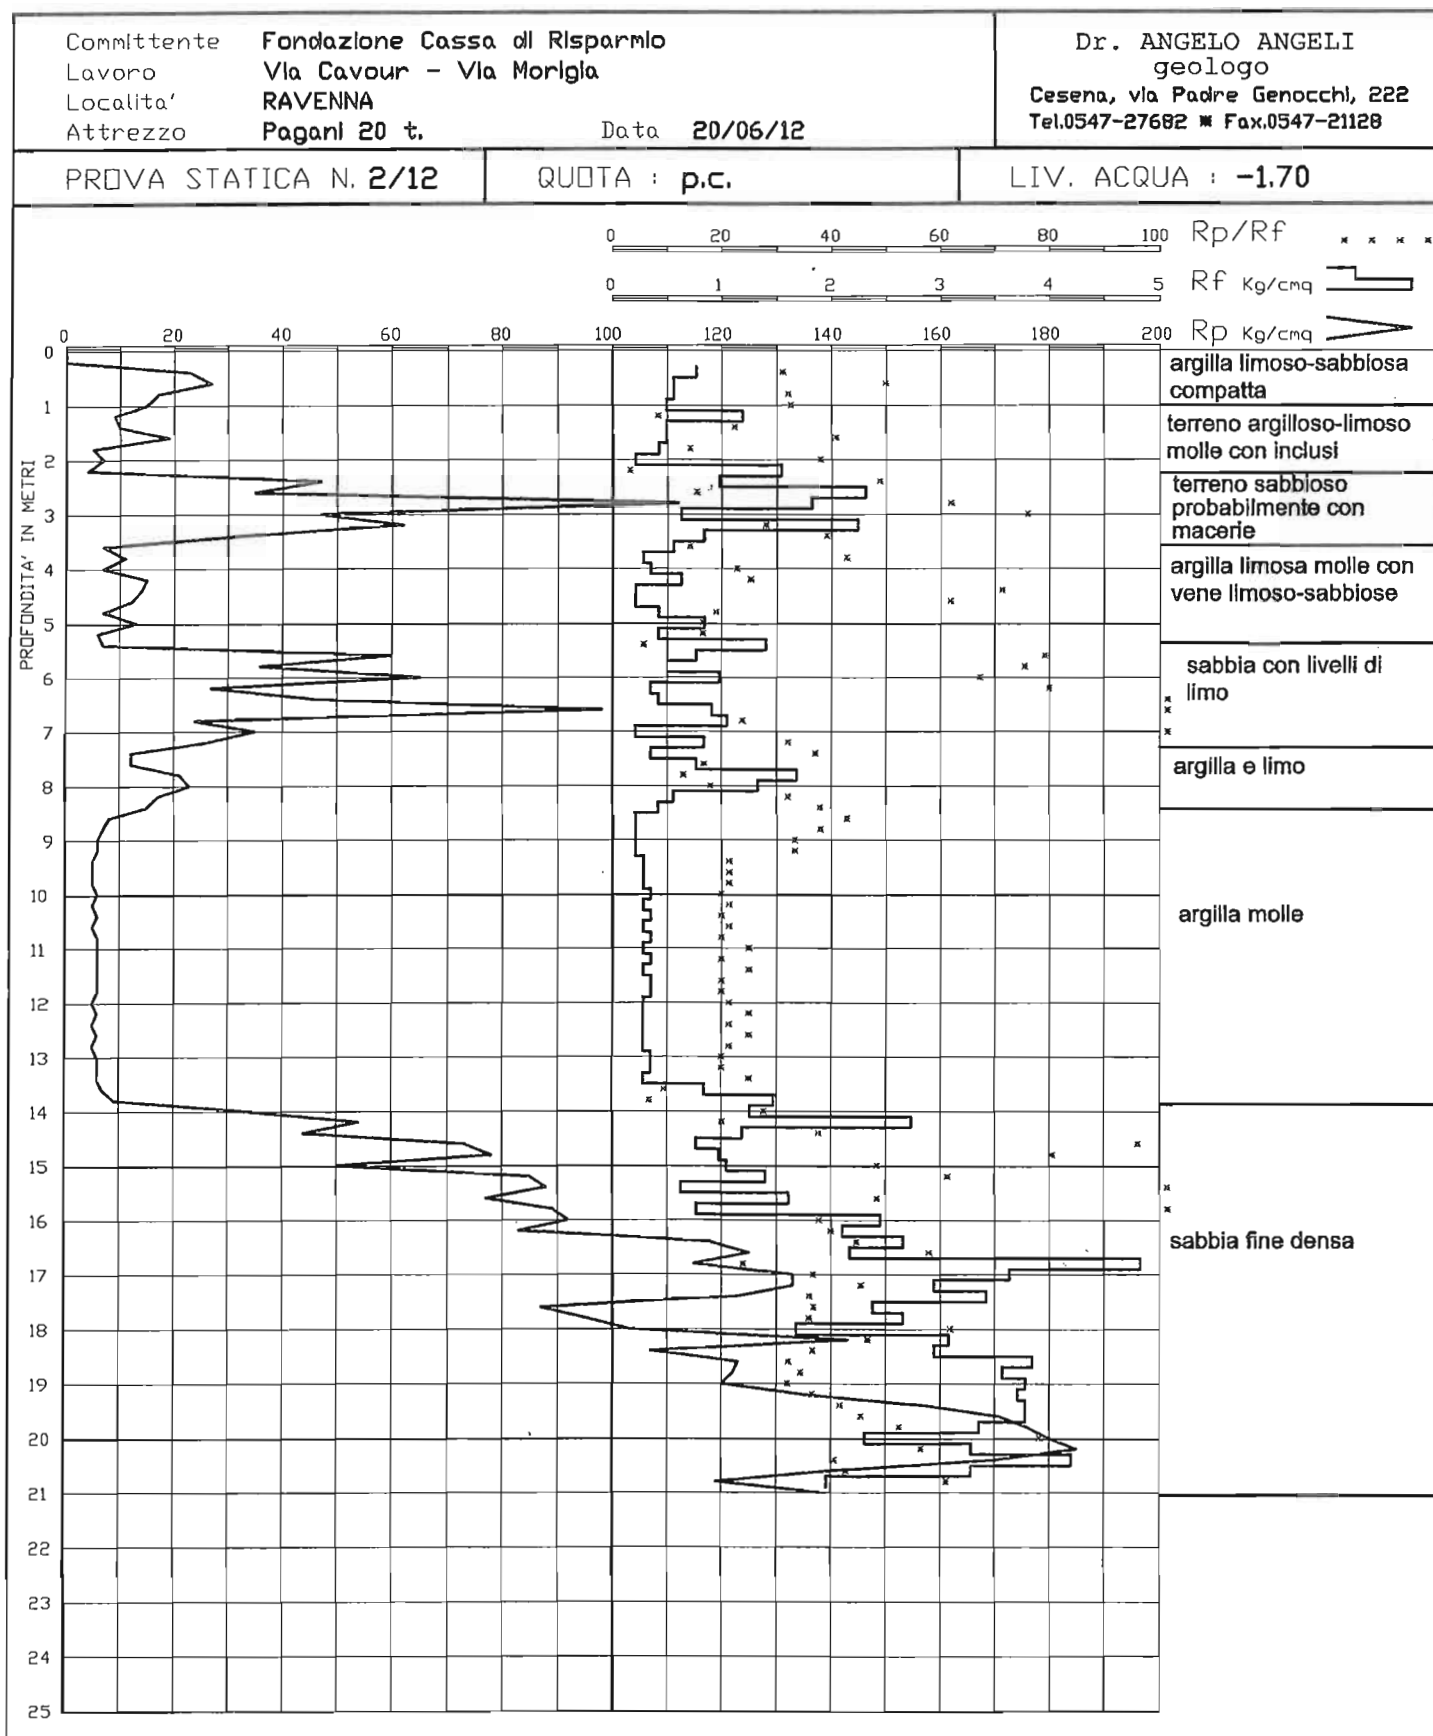 Committente Fondazione Cassa di Risparmio
Lavoro Via Cavour - Via Morigia
Localita' RAVENNA
Attrezzo Pagani 20 t. Data 20/06/12
Dr. ANGELO ANGELI
geologo
Cesena, via Padre Genocchi, 222
Tel.0547-27682 * Fax.0547-21128
PROVA STATICA N. 2/12 QUOTA : p.c. LIV. ACQUA : -1.70
0 20 40 60 80 100 Rp/Rf
0 1 2 3 4 5 Rf Kg/cmq
0 20 40 60 80 100 120 140 160 180 200 Rp Kg/cmq
PROFONDITA' IN METRI
0
1
2
3
4
5
6
7
8
9
10
11
12
13
14
15
16
17
18
19
20
21
22
23
24
25
argilla limoso-sabbiosa
compatta
terreno argilloso-limoso
molle con inclusi
terreno sabbioso
probabilmente con
macerie
argilla limosa molle con
vene limoso-sabbiose
sabbia con livelli di
limo
argilla e limo
argilla molle
sabbia fine densa